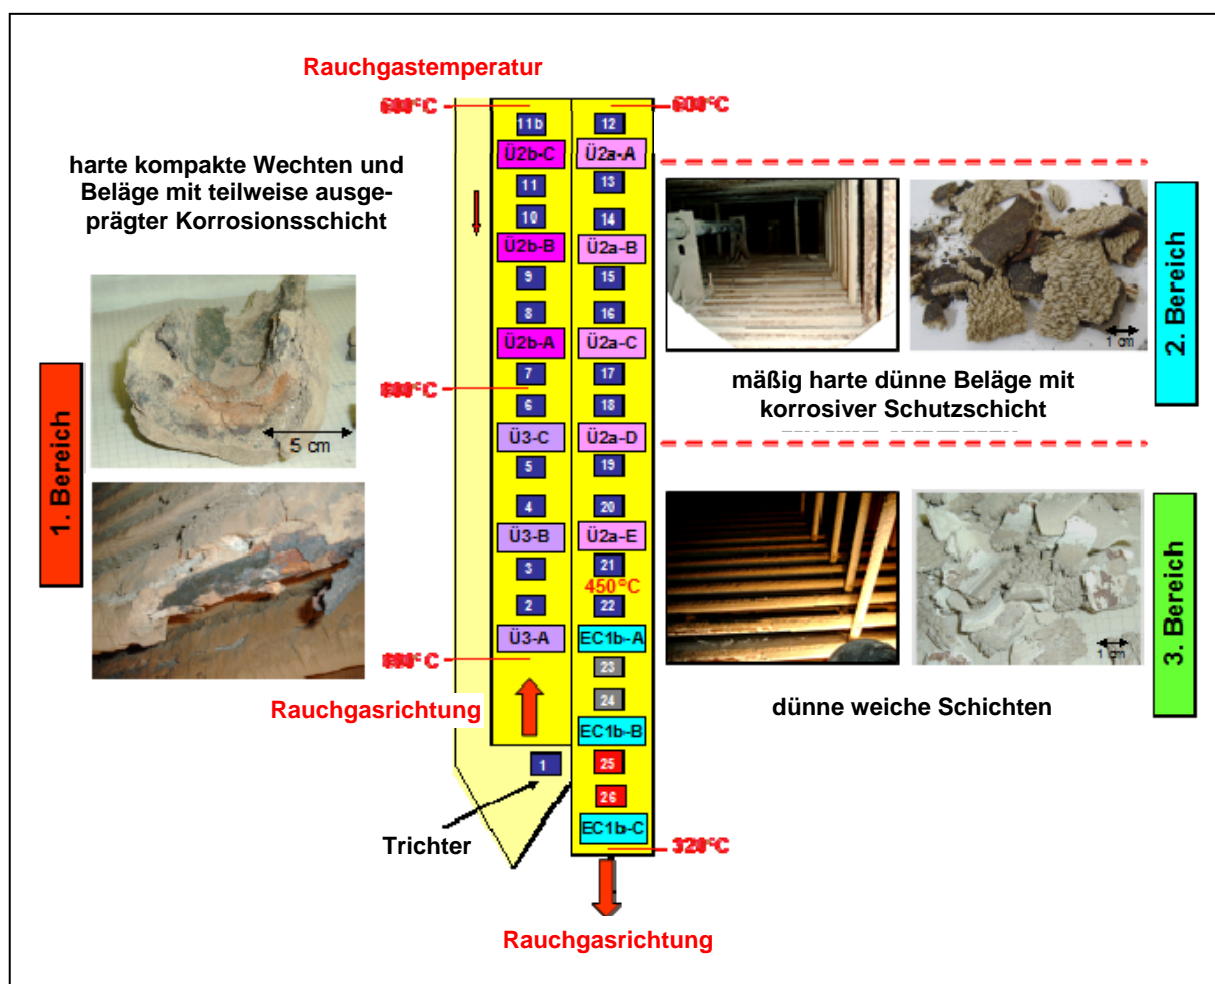 Rauchgastemperatur
600°C
harte kompakte Wechten und
Beläge mit teilweise ausge-
prägter Korrosionsschicht
11b
12
Ü2b-C
Ü2a-A
11
13
10
14
Ü2b-B
Ü2a-B
9
15
8
16
Ü2b-A
Ü2a-C
7
17
6
18
Ü3-C
Ü2a-D
5
19
4
20
Ü3-B
Ü2a-E
3
21
450°C
2
22
Ü3-A
EC1b-A
23
24
EC1b-B
1
25
26
EC1b-C
320°C
1. Bereich
5 cm
Rauchgasrichtung
Trichter
Rauchgasrichtung
1 cm
2. Bereich
mäßig harte dünne Beläge mit
korrosiver Schutzschicht
1 cm
3. Bereich
dünne weiche Schichten